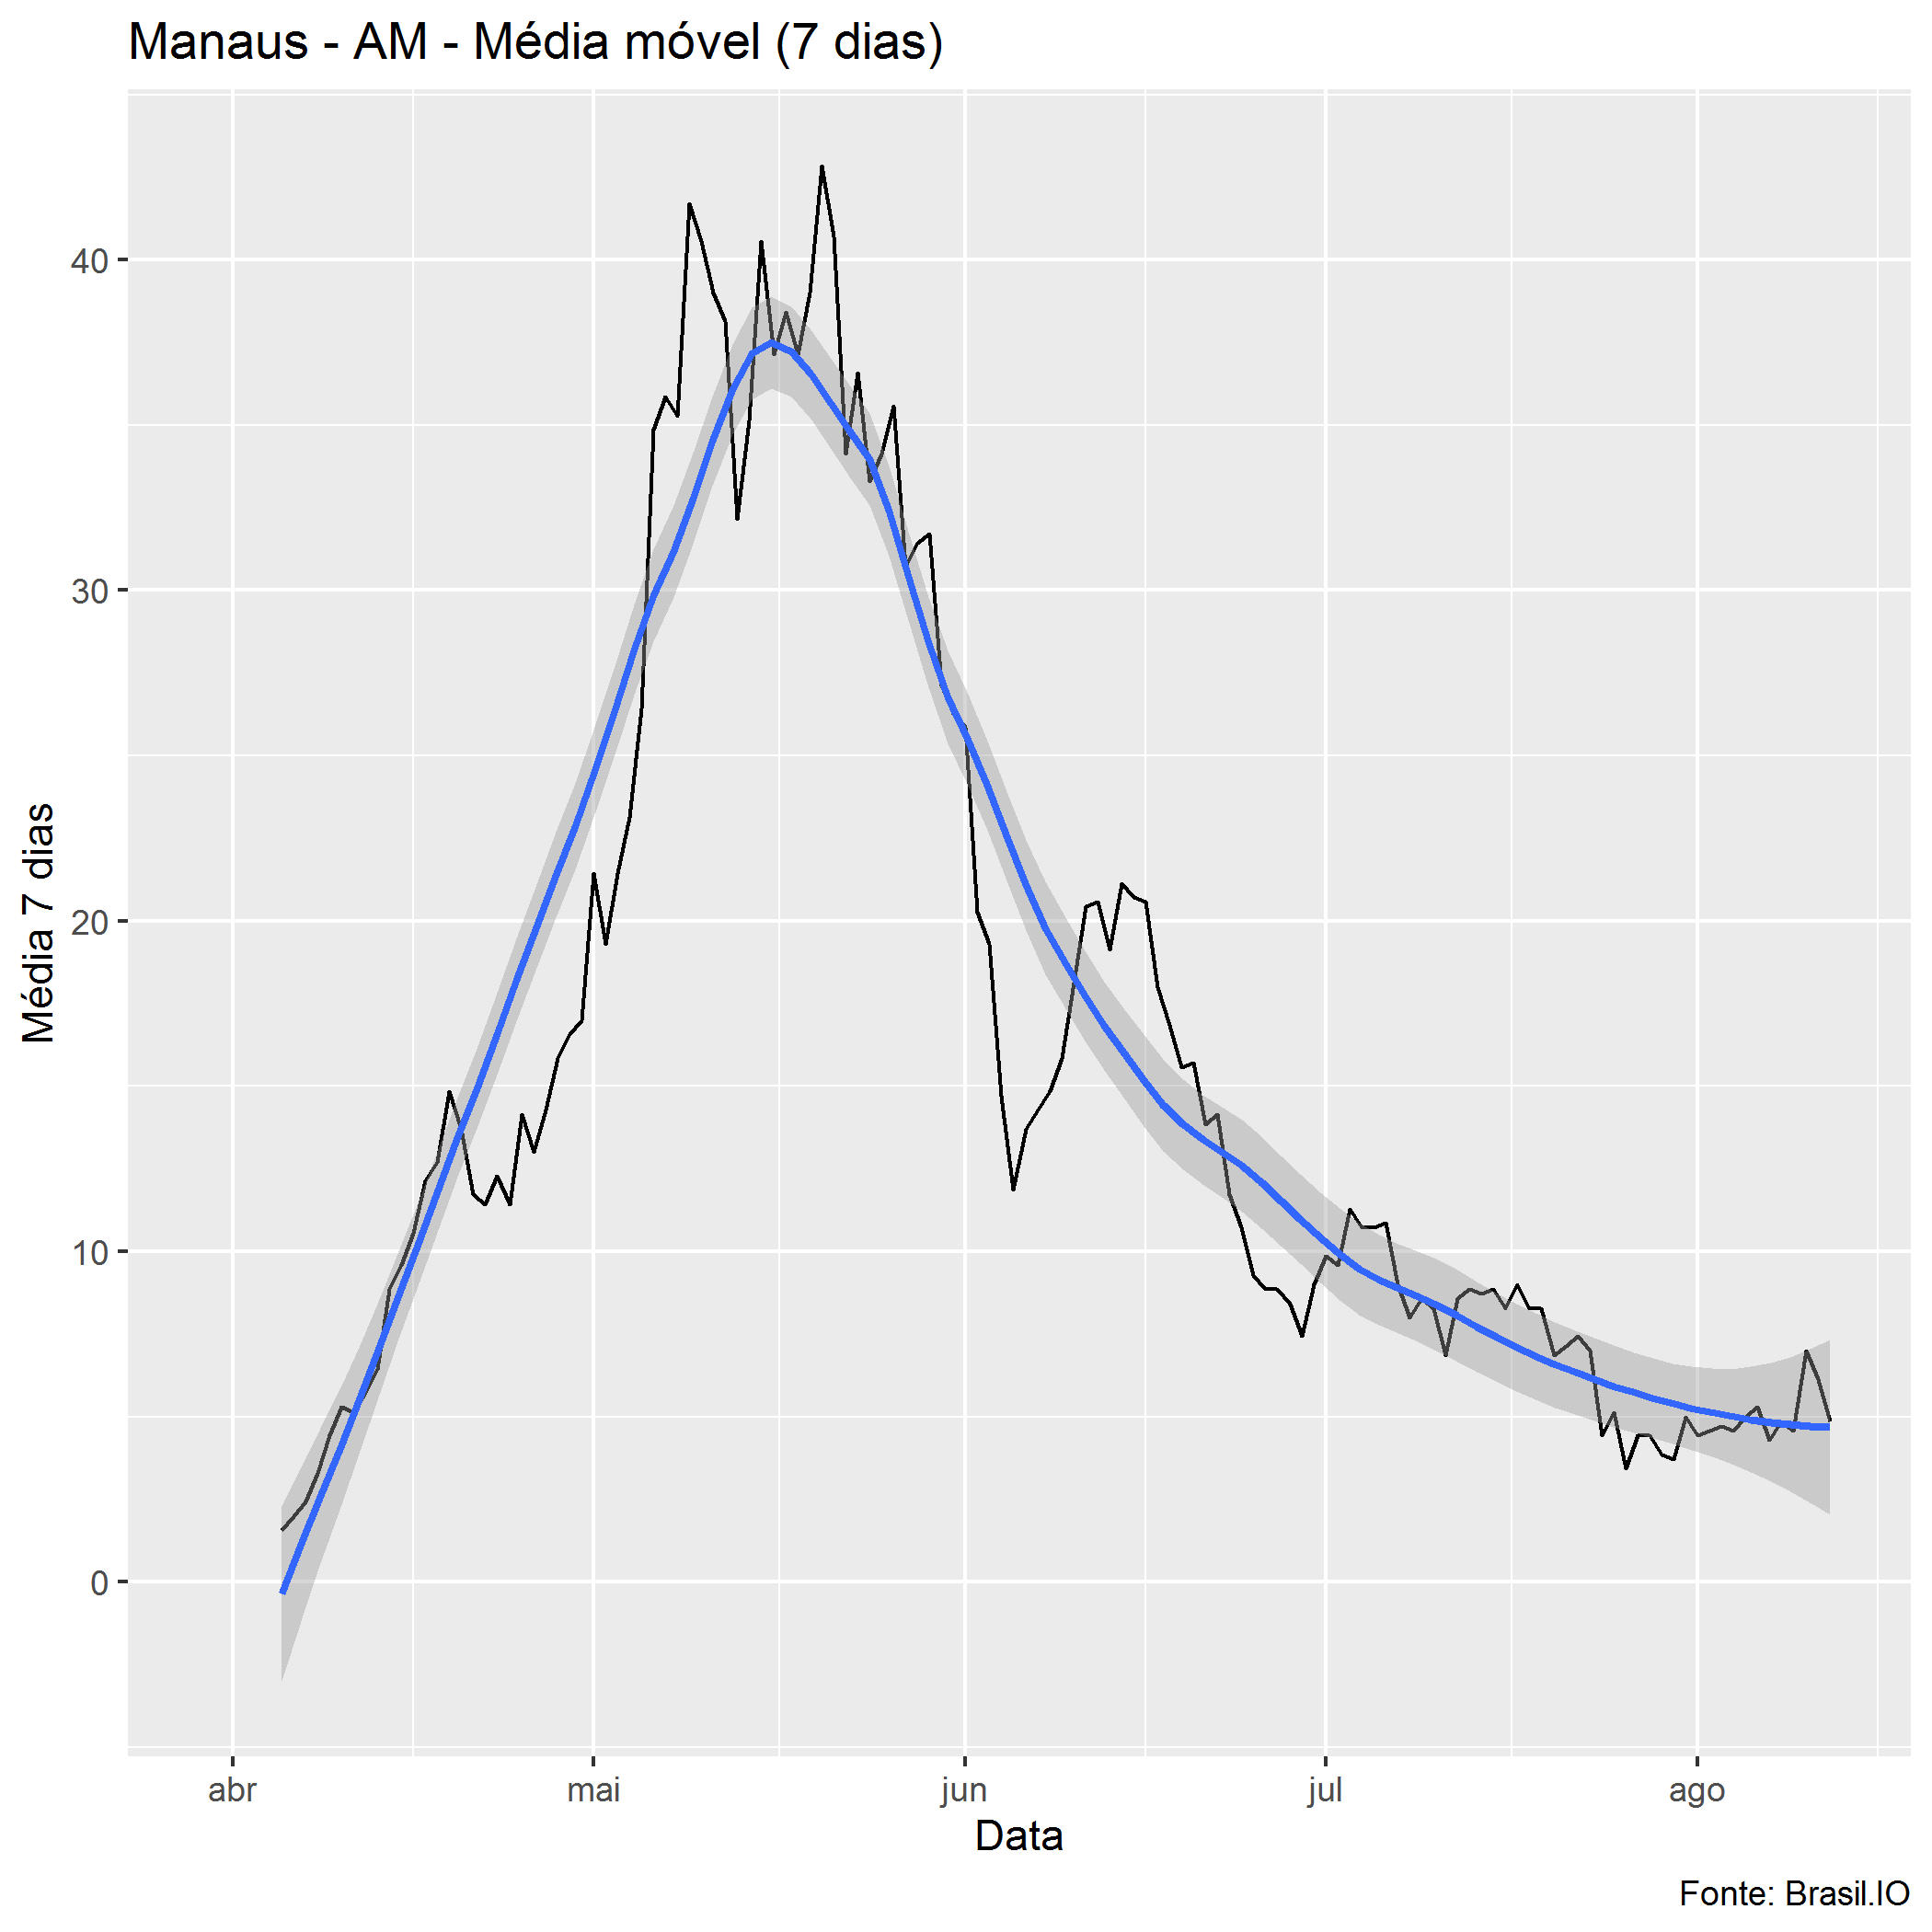 Manaus - AM - Média móvel (7 dias)
Média 7 dias
40
30
20
10
0
abr mai jun jul ago
Data
Fonte: Brasil.IO